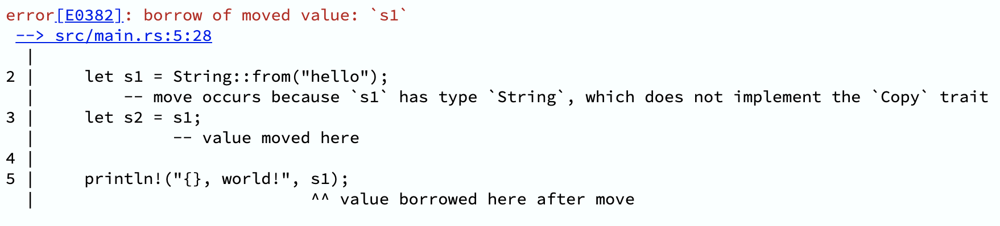 error[E0382]: borrow of moved value: `s1`
 --> src/main.rs:5:28
  |
2 |     let s1 = String::from("hello");
  |         -- move occurs because `s1` has type `String`, which does not implement the `Copy` trait
3 |     let s2 = s1;
  |              -- value moved here
4 |
5 |     println!("{}, world!", s1);
  |                            ^^ value borrowed here after move